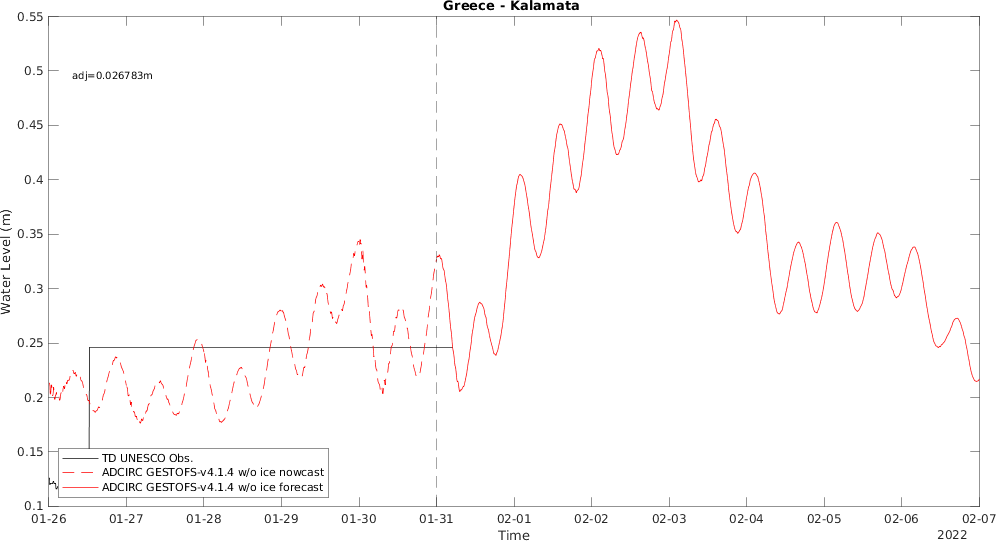 Greece - Kalamata
adj=0.026783m
Water Level (m)
0.55
0.5
0.45
0.4
0.35
0.3
0.25
0.2
0.15
0.1
TD UNESCO Obs.
ADCIRC GESTOFS-v4.1.4 w/o ice nowcast
ADCIRC GESTOFS-v4.1.4 w/o ice forecast
01-26 01-27 01-28 01-29 01-30 01-31 02-01 02-02 02-03 02-04 02-05 02-06 02-07
Time
2022